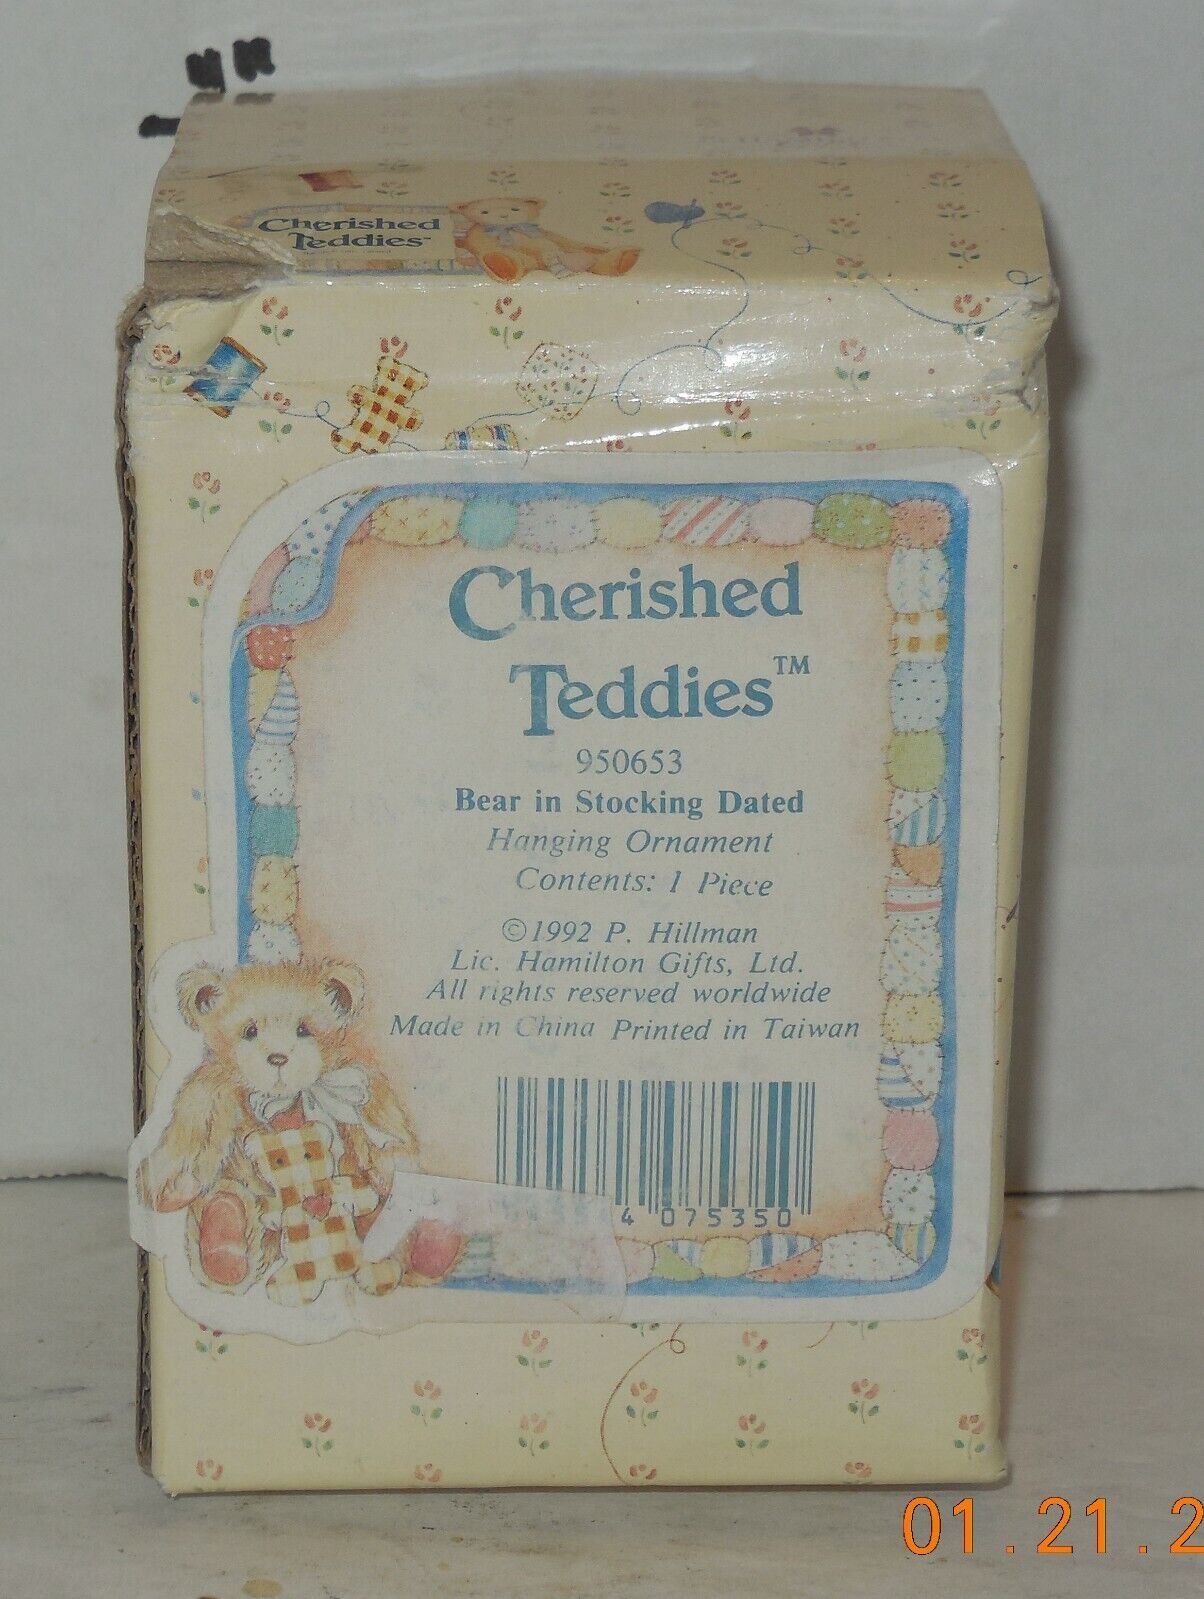 Cherished
Teddies™
Cherished
Teddies™
950653
Bear in Stocking Dated
Hanging Ornament
Contents: 1 Piece
©1992 P. Hillman
Lic. Hamilton Gifts, Ltd.
All rights reserved worldwide
Made in China Printed in Taiwan
4 075350
01.21.2